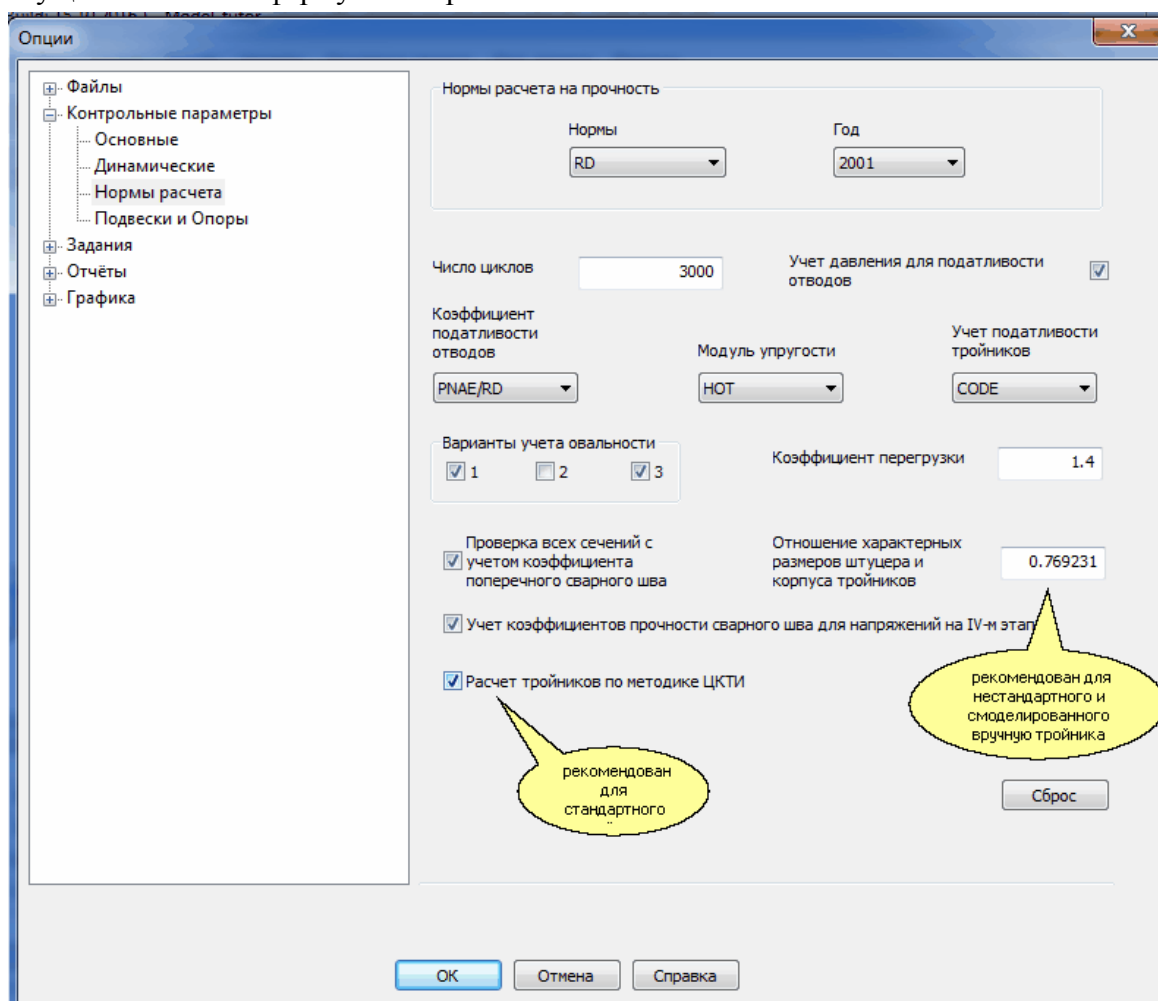 Опции
Файлы
Контрольные параметры
Основные
Динамические
Нормы расчета
Подвески и Опоры
Задания
Отчёты
Графика
Нормы расчета на прочность
Нормы
Год
RD
2001
Число циклов
3000
Учет давления для податливости
отводов
Коэффициент
податливости
отводов
Модуль упругости
Учет податливости
тройников
PNAE/RD
HOT
CODE
Варианты учета овальности
1
2
3
Коэффициент перегрузки
1.4
Проверка всех сечений с
учетом коэффициента
поперечного сварного шва
Отношение характерных
размеров штуцера и
корпуса тройников
0.769231
Учет коэффициентов прочности сварного шва для напряжений на IV-м этап
Расчет тройников по методике ЦКТИ
рекомендован для
нестандартного и
смоделированного
вручную тройника
рекомендован
для
стандартного
Сброс
OK
Отмена
Справка